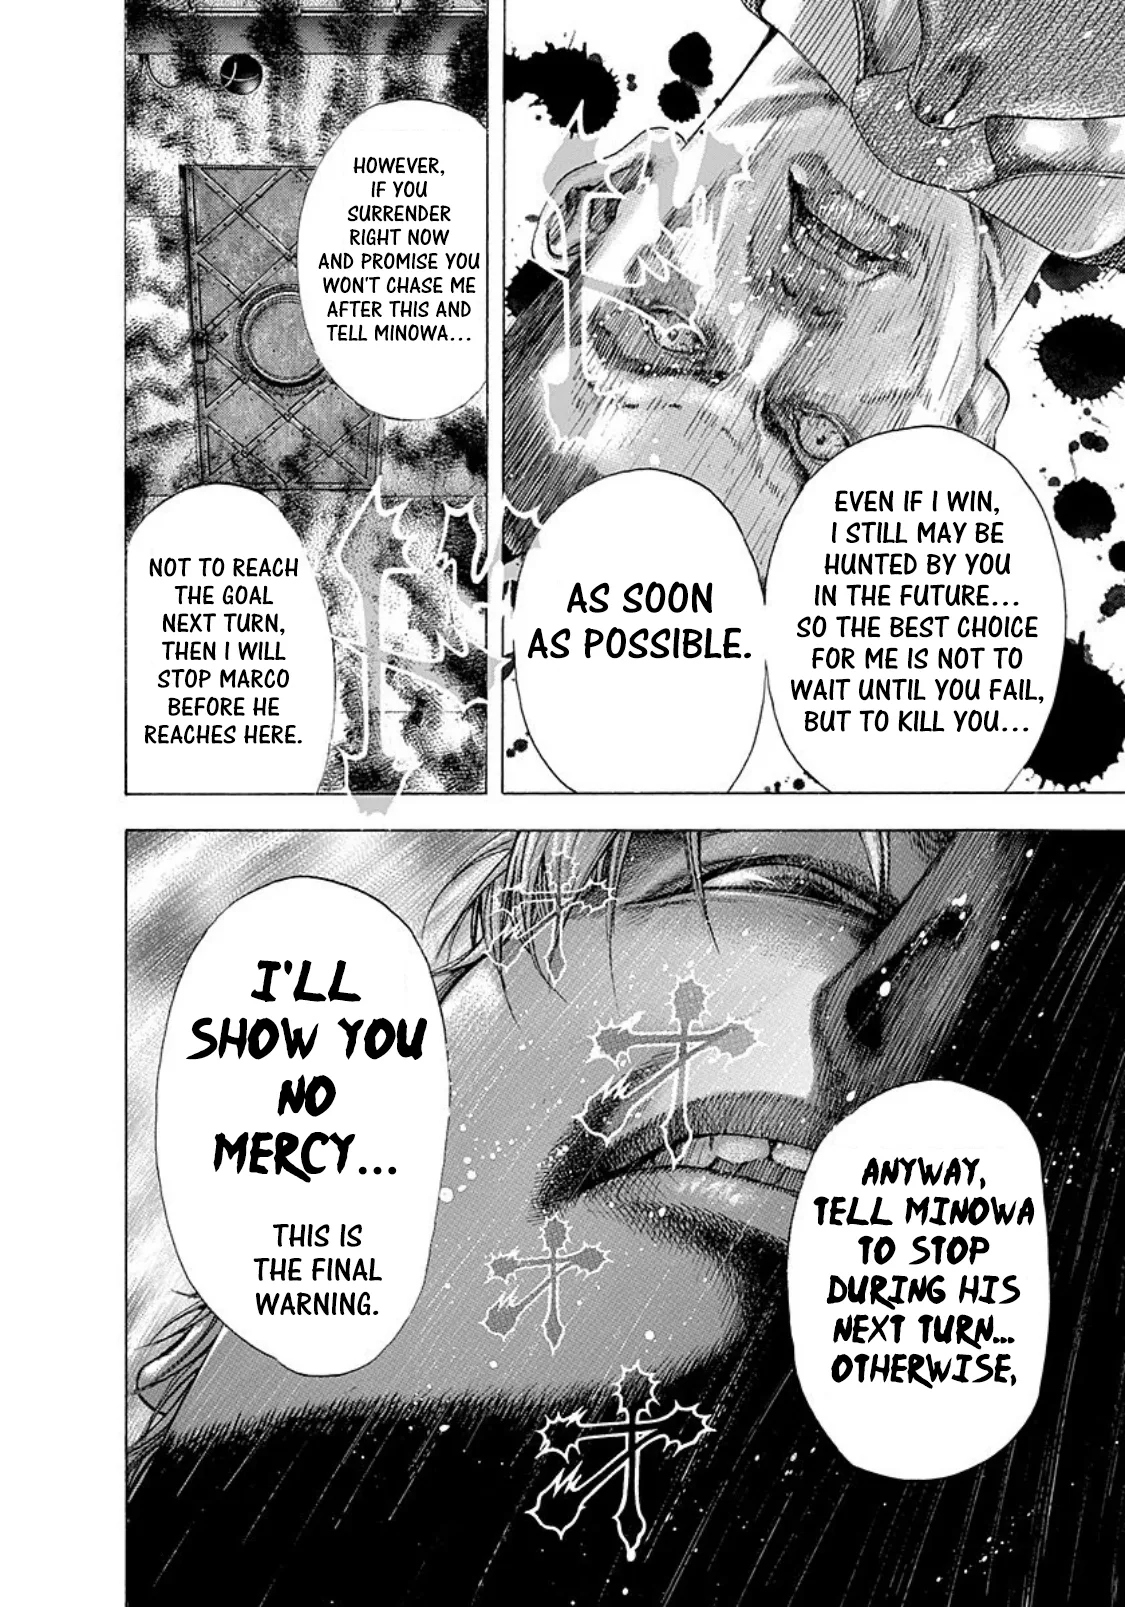 EVEN IF I WIN,
I STILL MAY BE
HUNTED BY YOU
IN THE FUTURE...
SO THE BEST CHOICE
FOR ME IS NOT TO
WAIT UNTIL YOU FAIL,
BUT TO KILL YOU...
AS SOON
AS POSSIBLE.
HOWEVER,
IF YOU
SURRENDER
RIGHT NOW
AND PROMISE YOU
WON'T CHASE ME
AFTER THIS AND
TELL MINOWA...
NOT TO REACH
THE GOAL
NEXT TURN,
THEN I WILL
STOP MARCO
BEFORE HE
REACHES HERE.
ANYWAY,
TELL MINOWA
TO STOP
DURING HIS
NEXT TURN...
OTHERWISE,
I'LL
SHOW YOU
NO
MERCY...
THIS IS
THE FINAL
WARNING.